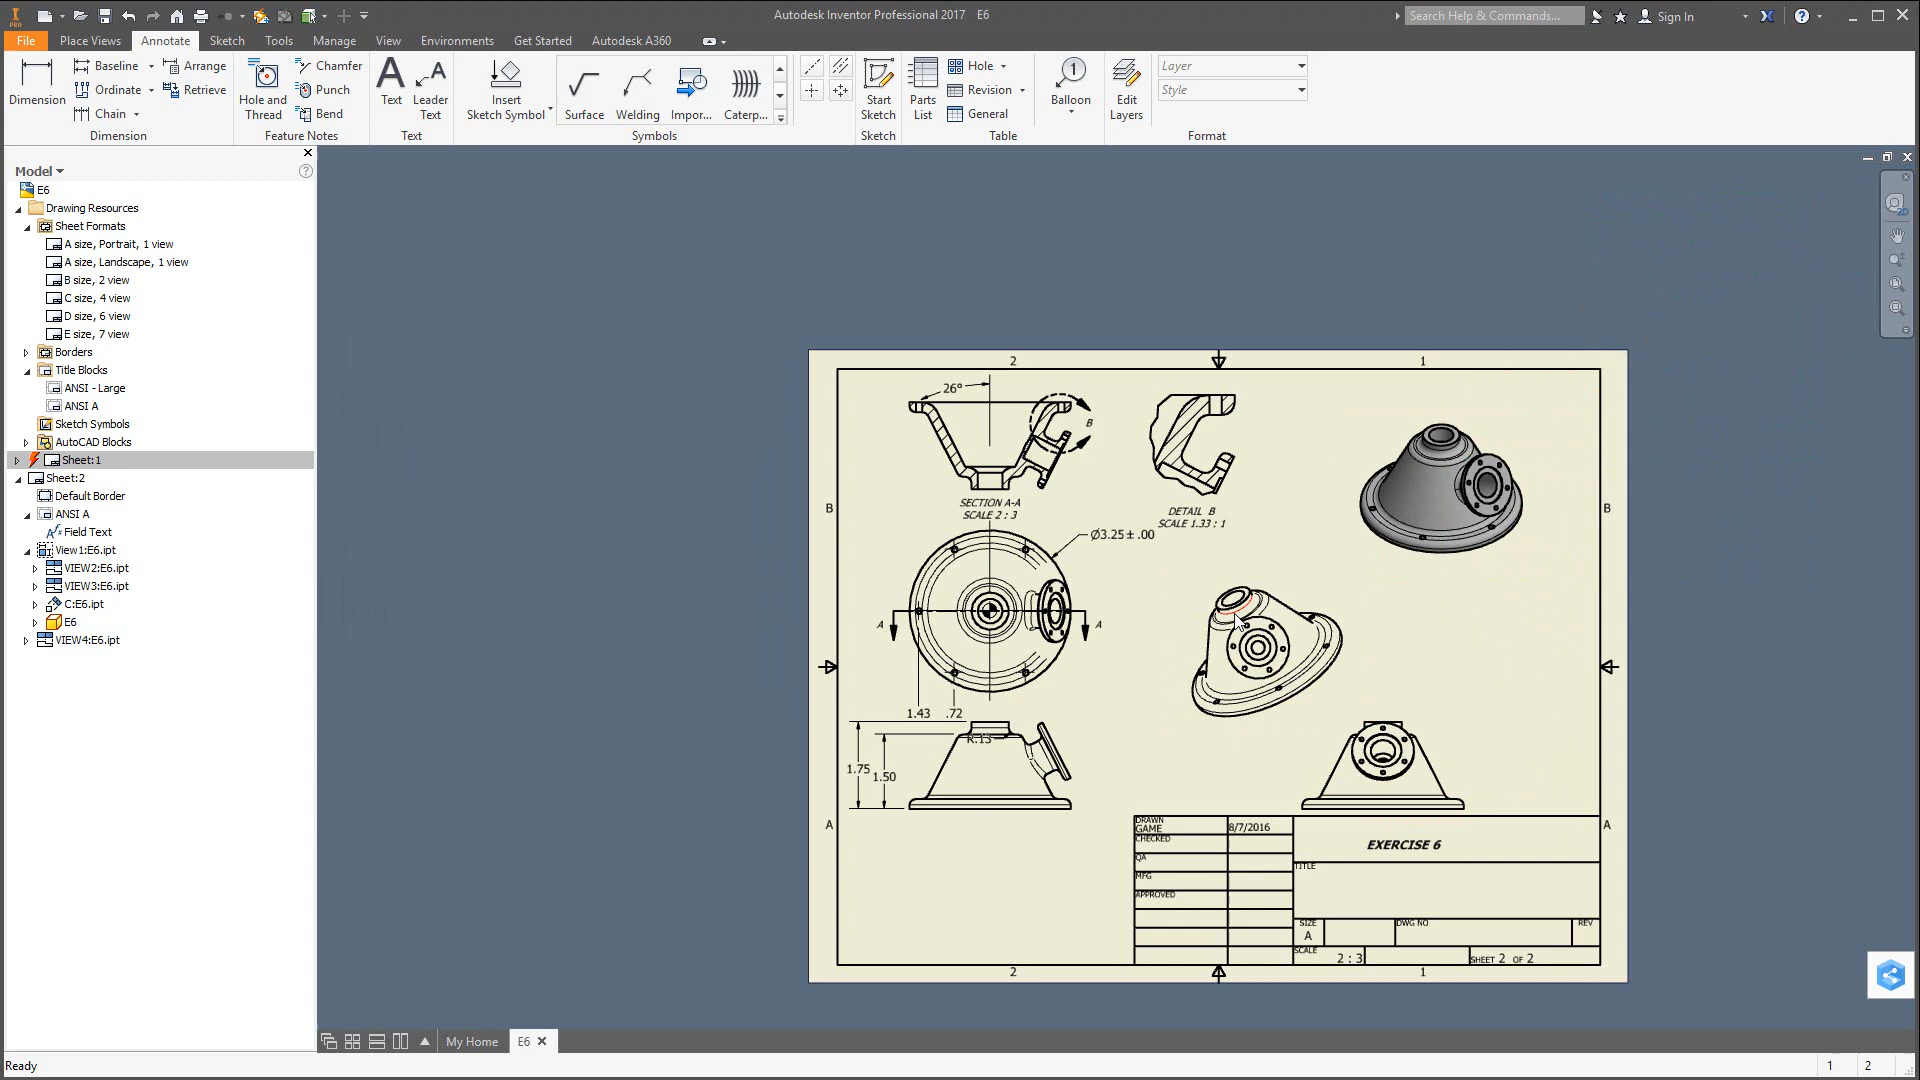 PRO
Autodesk Inventor Professional 2017 E6
Search Help & Commands...
Sign In
File Place Views Annotate Sketch Tools Manage View Environments Get Started Autodesk A360
Dimension
Baseline
Ordinate
Chain
Arrange
Retrieve
Dimension
Hole and
Thread
Chamfer
Punch
Bend
Feature Notes
Text
Leader
Text
Text
Insert
Sketch Symbol
Surface
Welding
Impor...
Caterp...
Symbols
Start
Sketch
Sketch
Parts
List
Hole
Revision
General
Table
Balloon
Edit
Layers
Layer
Style
Format
Model
E6
Drawing Resources
Sheet Formats
A size, Portrait, 1 view
A size, Landscape, 1 view
B size, 2 view
C size, 4 view
D size, 6 view
E size, 7 view
Borders
Title Blocks
ANSI - Large
ANSI A
Sketch Symbols
AutoCAD Blocks
Sheet:1
Sheet:2
Default Border
ANSI A
Field Text
View1:E6.ipt
VIEW2:E6.ipt
VIEW3:E6.ipt
C:E6.ipt
E6
VIEW4:E6.ipt
2 1
26°
B
SECTION A-A
SCALE 2 : 3
DETAIL B
SCALE 1.33 : 1
B B
Ø3.25± .00
A A
1.43 .72
R.13
1.75
1.50
A A
DRAWN
GAME
8/7/2016
CHECKED
QA
MFG
APPROVED
EXERCISE 6
TITLE
SIZE
A
DWG NO
REV
SCALE
2 : 3
SHEET 2 OF 2
2 1
My Home E6
Ready
1 2